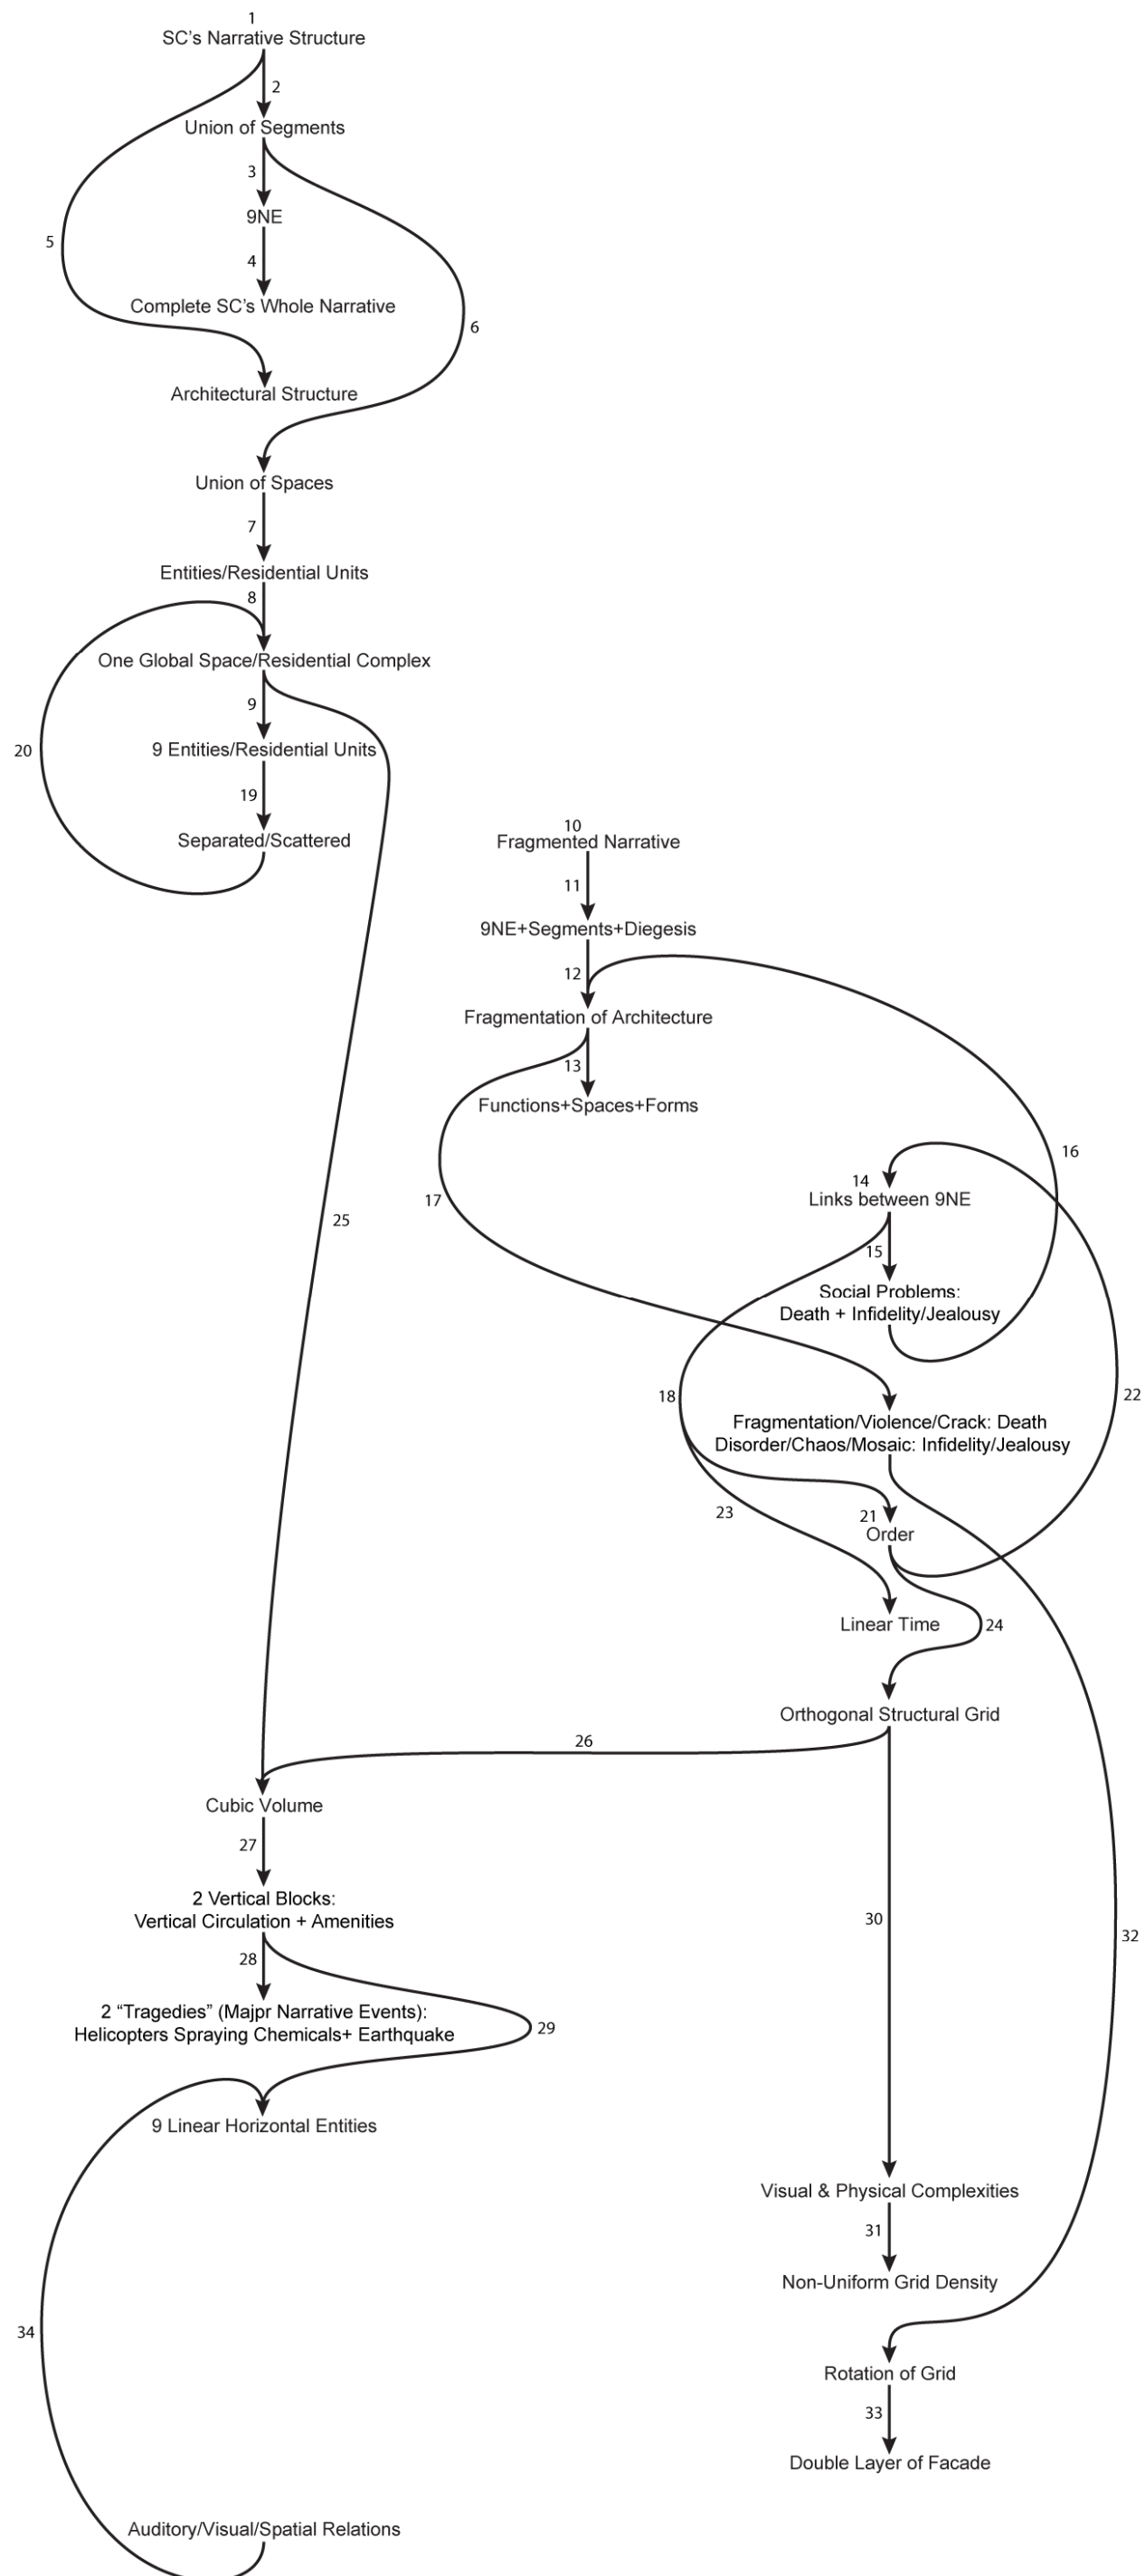 1
SC's Narrative Structure
2
Union of Segments
3
9NE
5
4
Complete SC's Whole Narrative
6
Architectural Structure
Union of Spaces
7
Entities/Residential Units
8
One Global Space/Residential Complex
9
20
9 Entities/Residential Units
19
Separated/Scattered
10
Fragmented Narrative
11
9NE+Segments+Diegesis
12
Fragmentation of Architecture
13
Functions+Spaces+Forms
16
14
Links between 9NE
17
25
15
Social Problems:
Death + Infidelity/Jealousy
18
22
Fragmentation/Violence/Crack: Death
Disorder/Chaos/Mosaic: Infidelity/Jealousy
23
21
Order
Linear Time
24
Orthogonal Structural Grid
26
Cubic Volume
27
2 Vertical Blocks:
Vertical Circulation + Amenities
30
32
28
2 “Tragedies” (Majpr Narrative Events):
Helicopters Spraying Chemicals+ Earthquake
29
9 Linear Horizontal Entities
Visual & Physical Complexities
31
Non-Uniform Grid Density
34
Rotation of Grid
33
Double Layer of Facade
Auditory/Visual/Spatial Relations